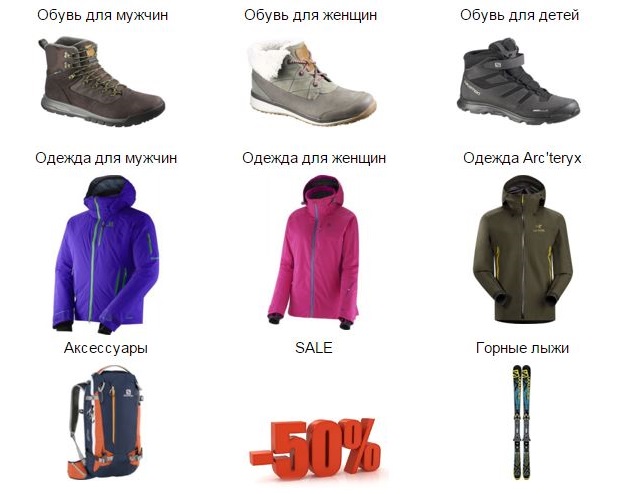 Обувь для мужчин
Обувь для женщин
Обувь для детей
Одежда для мужчин
Одежда для женщин
Одежда Arc'teryx
Аксессуары
SALE
Горные лыжи
-50%